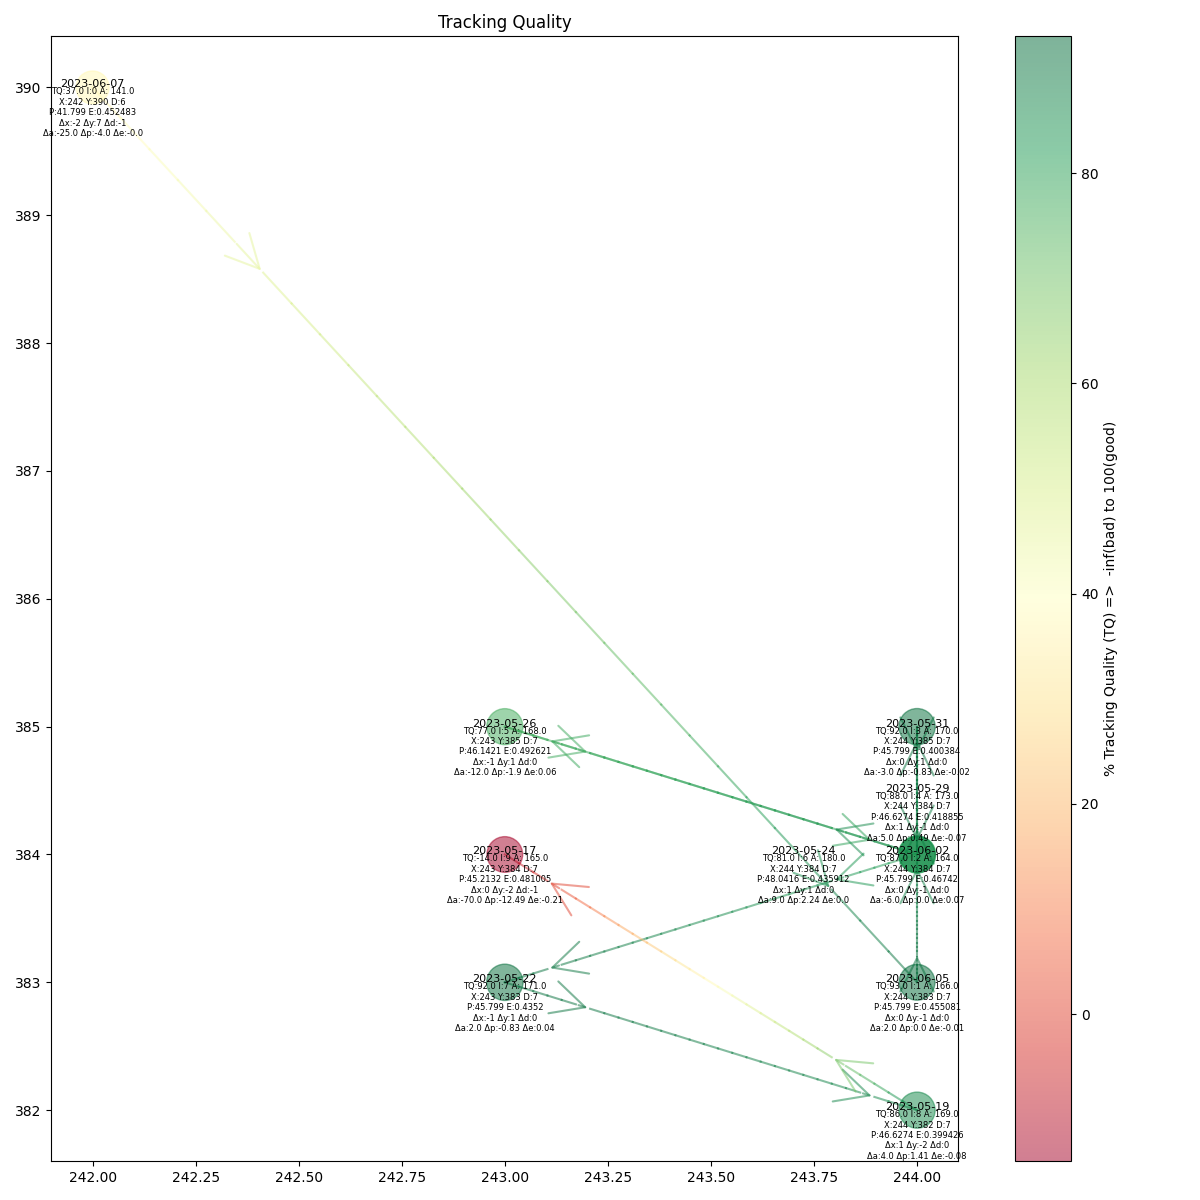 Tracking Quality
390
389
388
387
386
385
384
383
382
242.00
242.25
242.50
242.75
243.00
243.25
243.50
243.75
244.00
2023-06-07
TQ:37.0 I:0 A: 141.0
X:242 Y:390 D:6
P:41.799 E:0.452483
Δx:-2 Δy:7 Δd:-1
Δa:-25.0 Δp:-4.0 Δe:-0.0
2023-05-26
TQ:77.0 I:5 A: 168.0
X:243 Y:385 D:7
P:46.1421 E:0.492621
Δx:-1 Δy:1 Δd:0
Δa:-12.0 Δp:-1.9 Δe:0.06
2023-05-31
TQ:92.0 I:3 A: 170.0
X:244 Y:385 D:7
P:45.799 E:0.400384
Δx:0 Δy:1 Δd:0
Δa:-3.0 Δp:-0.83 Δe:-0.02
2023-05-29
TQ:88.0 I:4 A: 173.0
X:244 Y:384 D:7
P:46.6274 E:0.418855
Δx:1 Δy:-1 Δd:0
Δa:5.0 Δp:0.49 Δe:-0.07
2023-05-17
TQ:-14.0 I:9 A: 165.0
X:243 Y:384 D:7
P:45.2132 E:0.481005
Δx:0 Δy:-2 Δd:-1
Δa:-70.0 Δp:-12.49 Δe:-0.21
2023-05-24
TQ:81.0 I:6 A: 180.0
X:244 Y:384 D:7
P:48.0416 E:0.435912
Δx:1 Δy:1 Δd:0
Δa:9.0 Δp:2.24 Δe:0.0
2023-06-02
TQ:87.0 I:2 A: 164.0
X:244 Y:384 D:7
P:45.799 E:0.46742
Δx:0 Δy:-1 Δd:0
Δa:-6.0 Δp:0.0 Δe:0.07
2023-05-22
TQ:92.0 I:7 A: 171.0
X:243 Y:383 D:7
P:45.799 E:0.4352
Δx:-1 Δy:1 Δd:0
Δa:2.0 Δp:-0.83 Δe:0.04
2023-06-05
TQ:93.0 I:1 A: 166.0
X:244 Y:383 D:7
P:45.799 E:0.455081
Δx:0 Δy:-1 Δd:0
Δa:2.0 Δp:0.0 Δe:-0.01
2023-05-19
TQ:86.0 I:8 A: 169.0
X:244 Y:382 D:7
P:46.6274 E:0.399426
Δx:1 Δy:-2 Δd:0
Δa:4.0 Δp:1.41 Δe:-0.08
80
60
40
20
0
% Tracking Quality (TQ) =>  -inf(bad) to 100(good)